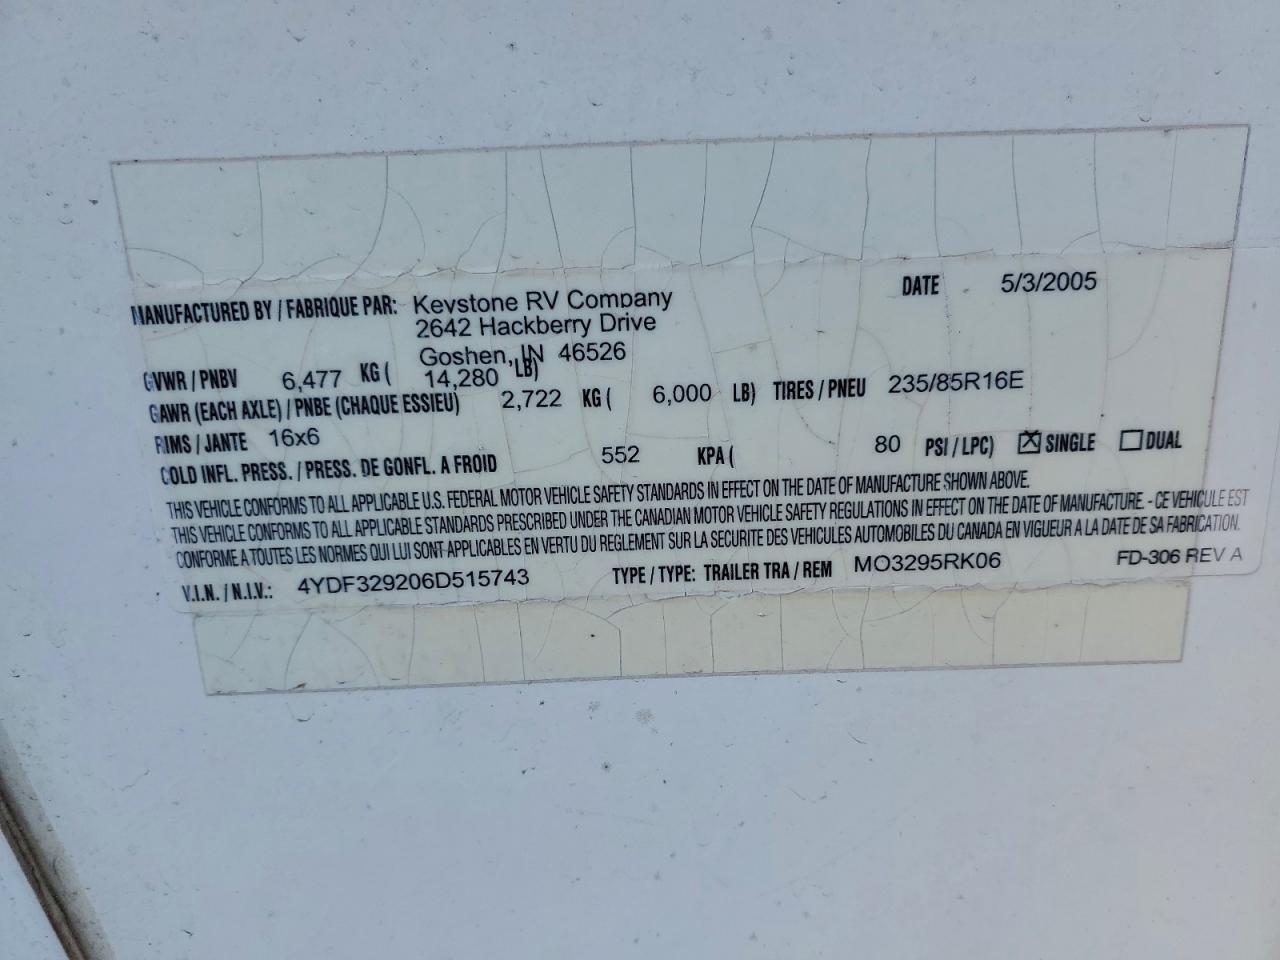 MANUFACTURED BY / FABRIQUE PAR: Keystone RV Company DATE 5/3/2005
2642 Hackberry Drive
Goshen, IN 46526
GVWR / PNBV 6,477 KG ( 14,280 LB)
GAWR (EACH AXLE) / PNBE (CHAQUE ESSIEU) 2,722 KG ( 6,000 LB) TIRES / PNEU 235/85R16E
RIMS / JANTE 16x6
COLD INFL. PRESS. / PRESS. DE GONFL. A FROID 552 KPA ( 80 PSI / LPC) ☒ SINGLE ☐ DUAL
THIS VEHICLE CONFORMS TO ALL APPLICABLE U.S. FEDERAL MOTOR VEHICLE SAFETY STANDARDS IN EFFECT ON THE DATE OF MANUFACTURE SHOWN ABOVE.
THIS VEHICLE CONFORMS TO ALL APPLICABLE STANDARDS PRESCRIBED UNDER THE CANADIAN MOTOR VEHICLE SAFETY REGULATIONS IN EFFECT ON THE DATE OF MANUFACTURE. - CE VEHICULE EST
CONFORME A TOUTES LES NORMES QUI LUI SONT APPLICABLES EN VERTU DU REGLEMENT SUR LA SECURITE DES VEHICULES AUTOMOBILES DU CANADA EN VIGUEUR A LA DATE DE SA FABRICATION.
V.I.N. / N.I.V.: 4YDF329206D515743 TYPE / TYPE: TRAILER TRA / REM MO3295RK06 FD-306 REV A